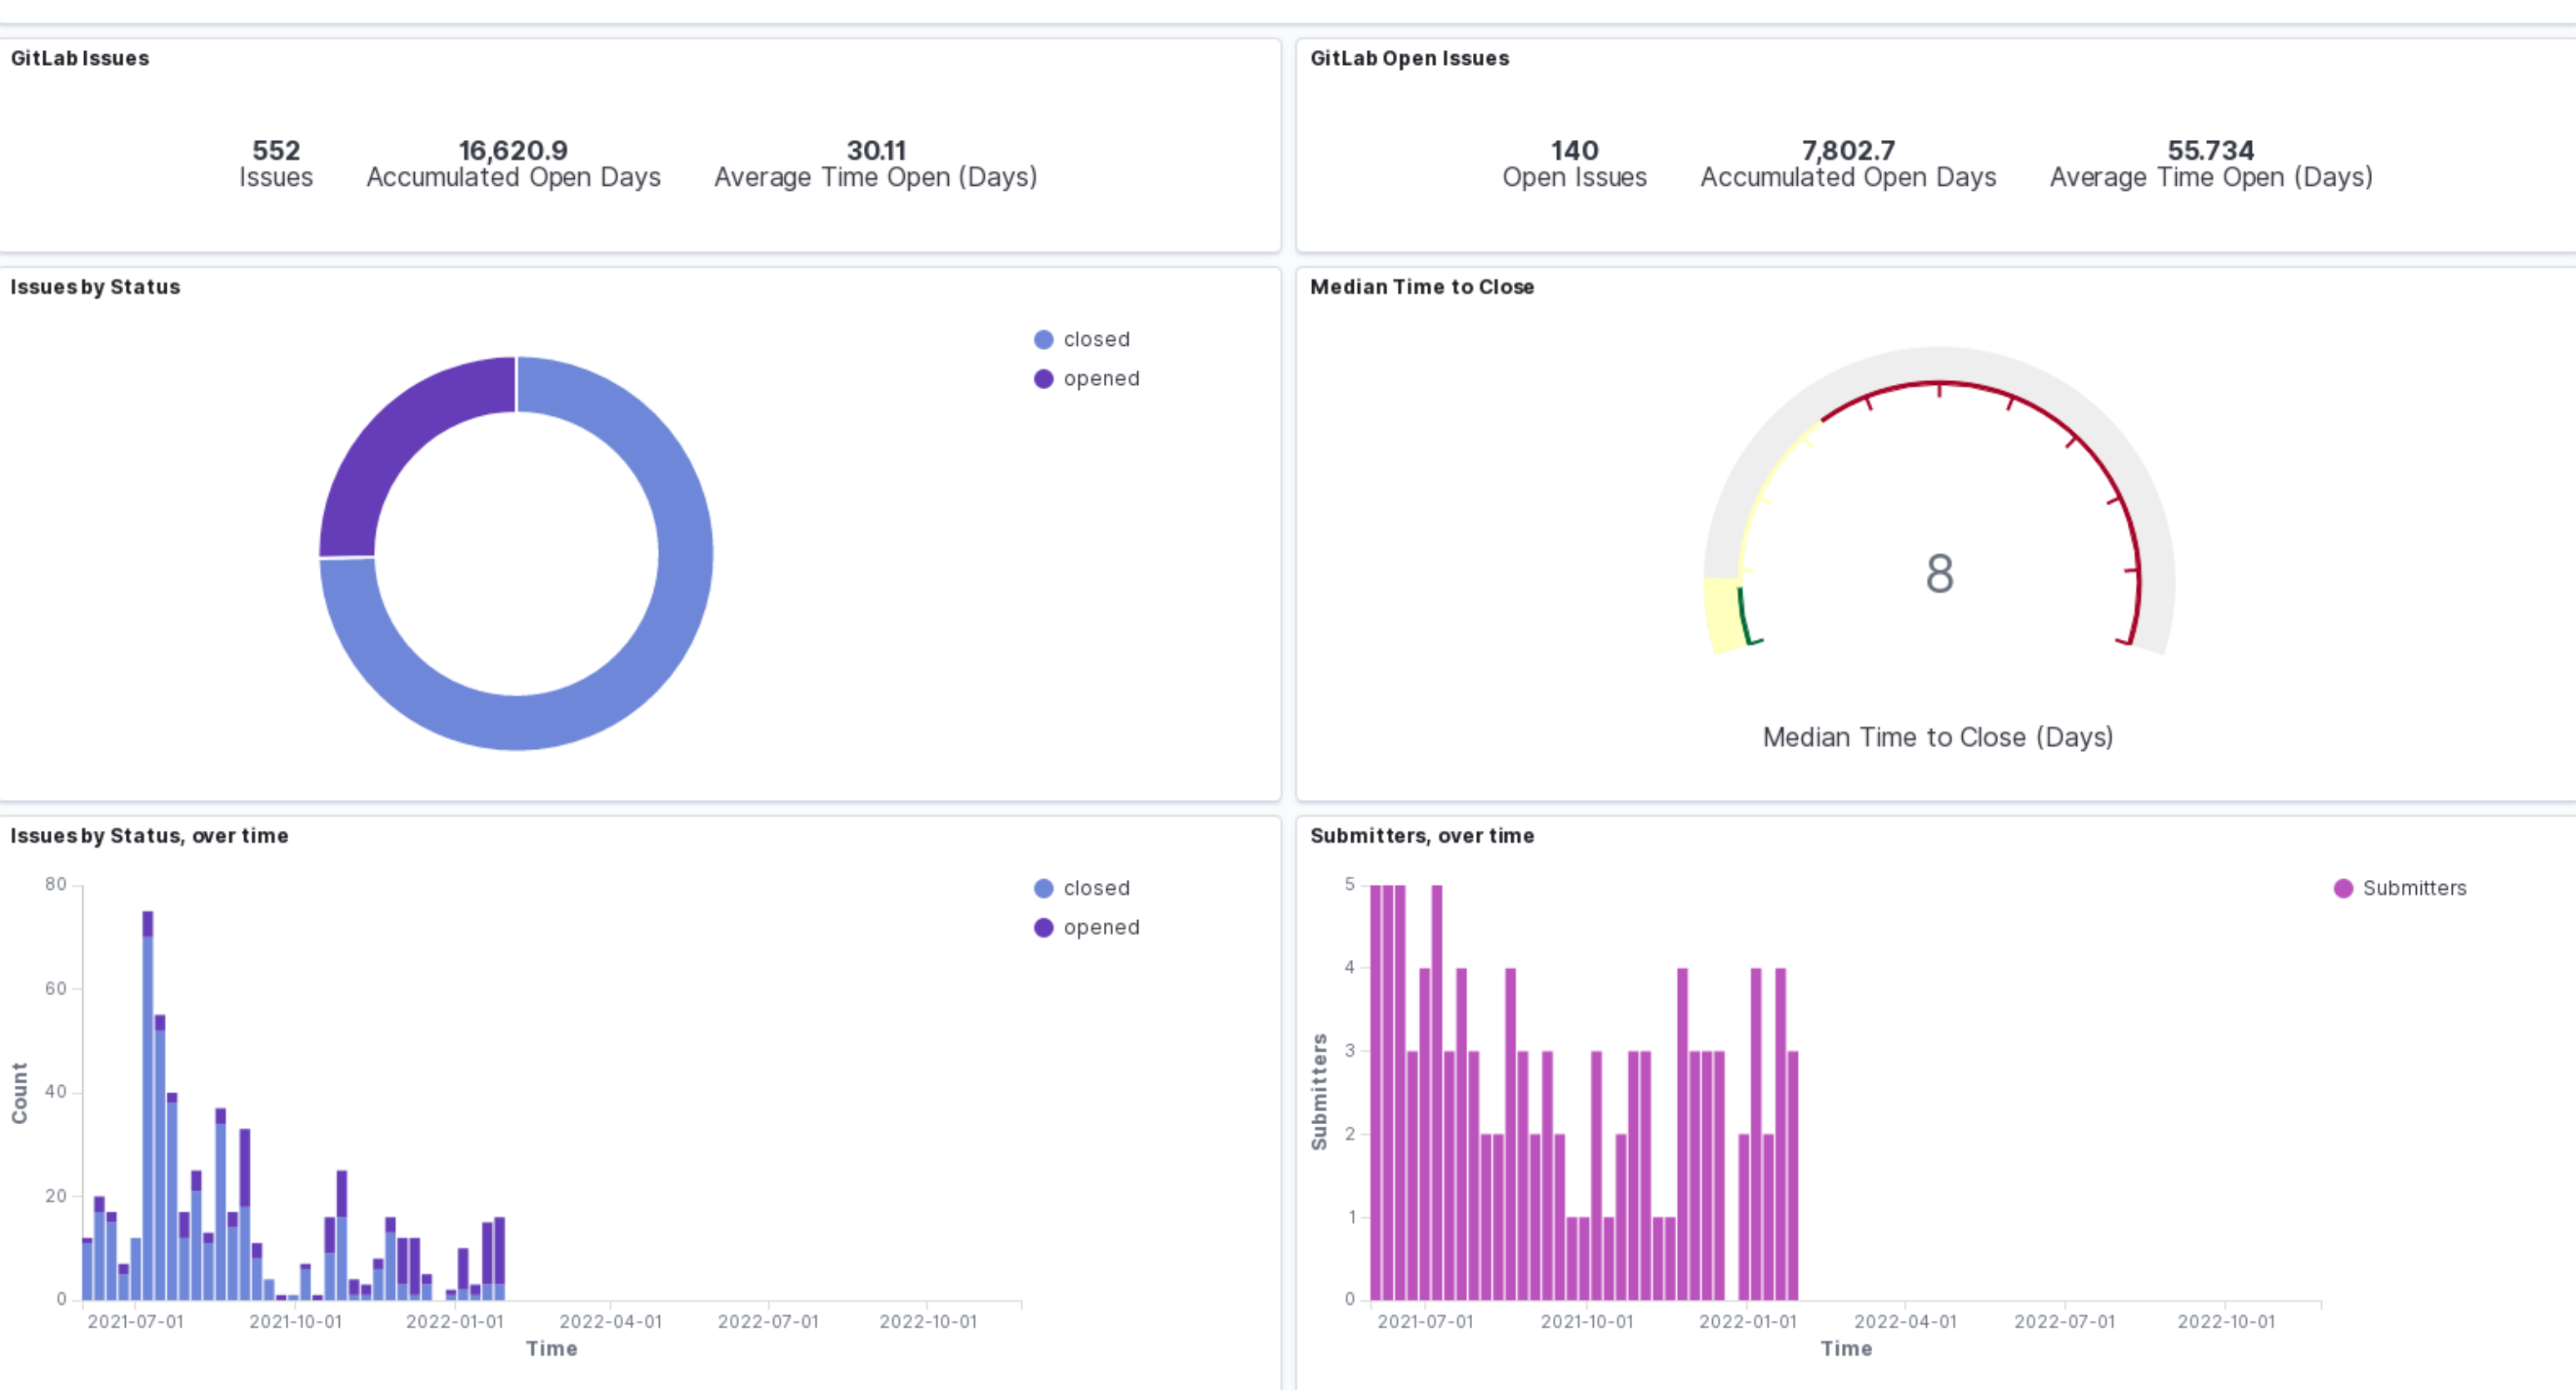 GitLab Issues
552
Issues
16,620.9
Accumulated Open Days
30.11
Average Time Open (Days)
GitLab Open Issues
140
Open Issues
7,802.7
Accumulated Open Days
55.734
Average Time Open (Days)
Issues by Status
closed
opened
Median Time to Close
8
Median Time to Close (Days)
Issues by Status, over time
80
60
40
20
0
Count
2021-07-01 2021-10-01 2022-01-01 2022-04-01 2022-07-01 2022-10-01
Time
closed
opened
Submitters, over time
5
4
3
2
1
0
Submitters
2021-07-01 2021-10-01 2022-01-01 2022-04-01 2022-07-01 2022-10-01
Time
Submitters